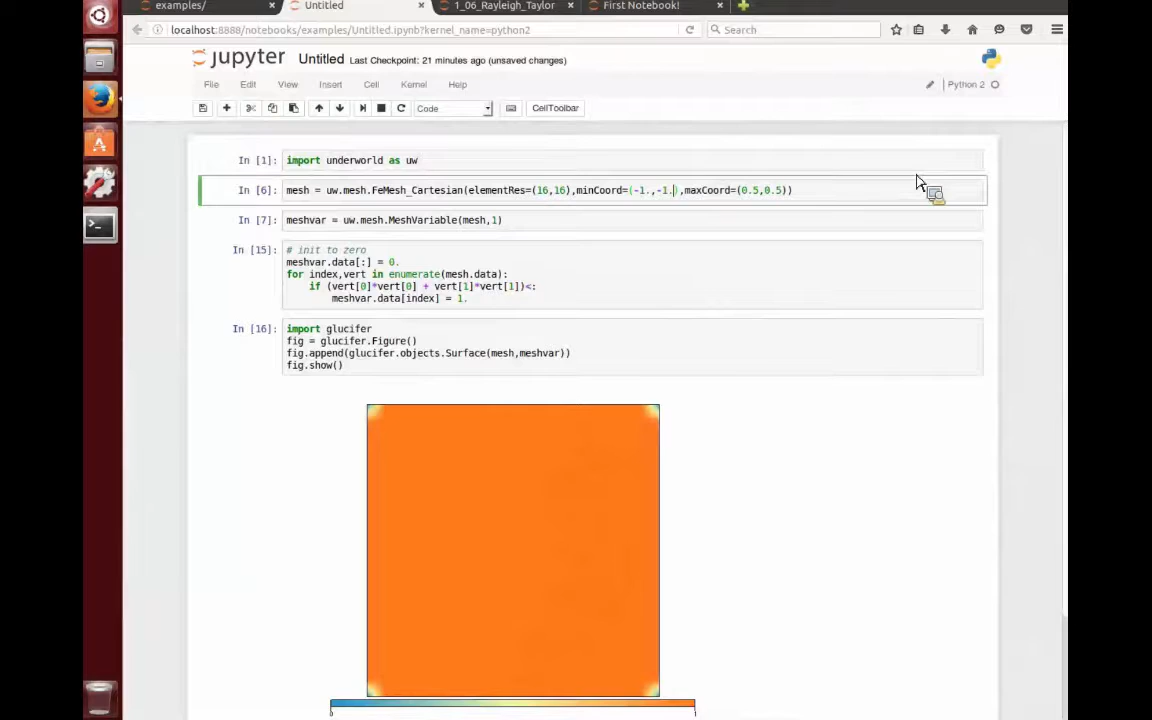 examples/
Untitled
1_06_Rayleigh_Taylor
First Notebook!
localhost:8888/notebooks/examples/Untitled.ipynb?kernel_name=python2
Search
jupyter Untitled Last Checkpoint: 21 minutes ago (unsaved changes)
File Edit View Insert Cell Kernel Help
Python 2
Code
CellToolbar
In [1]: import underworld as uw
In [6]: mesh = uw.mesh.FeMesh_Cartesian(elementRes=(16,16),minCoord=(-1.,-1.),maxCoord=(0.5,0.5))
In [7]: meshvar = uw.mesh.MeshVariable(mesh,1)
In [15]: # init to zero
meshvar.data[:] = 0.
for index,vert in enumerate(mesh.data):
if (vert[0]*vert[0] + vert[1]*vert[1])<:
meshvar.data[index] = 1.
In [16]: import glucifer
fig = glucifer.Figure()
fig.append(glucifer.objects.Surface(mesh,meshvar))
fig.show()